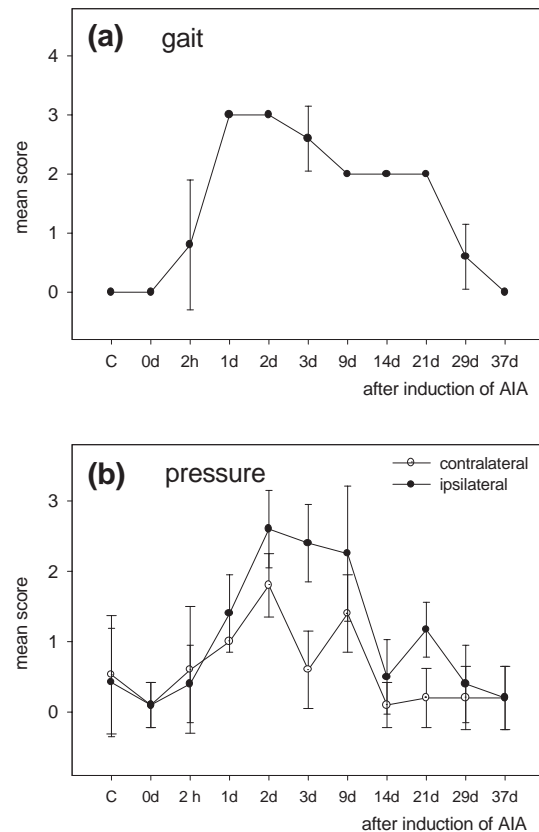 (a) gait
4
3
2
1
0
mean score
C 0d 2h 1d 2d 3d 9d 14d 21d 29d 37d
after induction of AIA
(b) pressure
contralateral
ipsilateral
3
2
1
0
mean score
C 0d 2 h 1d 2d 3d 9d 14d 21d 29d 37d
after induction of AIA